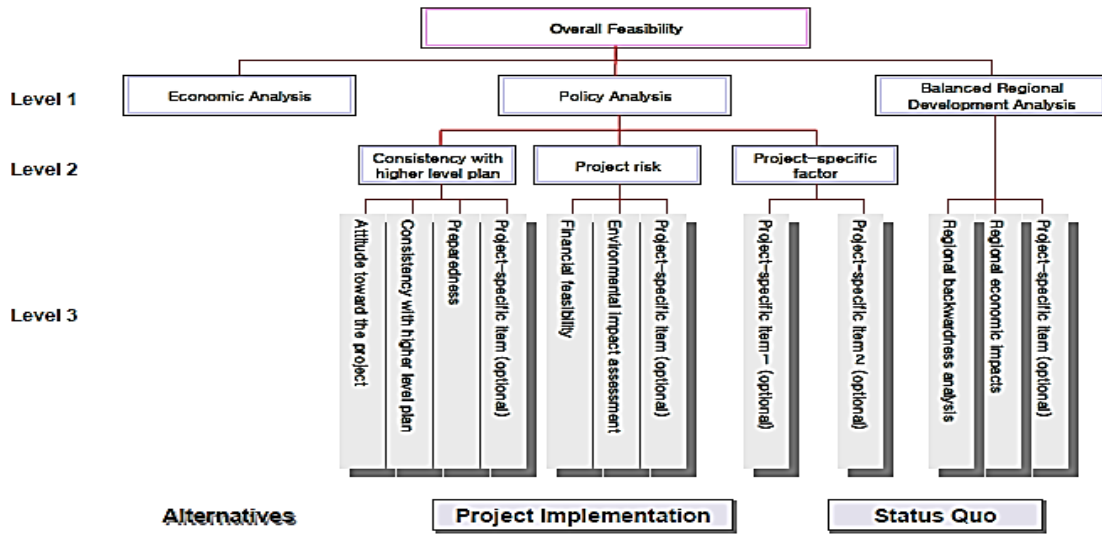 Overall Feasibility
Level 1
Economic Analysis
Policy Analysis
Balanced Regional
Development Analysis
Level 2
Consistency with
higher level plan
Project risk
Project-specific
factor
Level 3
Attitude toward the project
Consistency with higher level plan
Preparedness
Project-specific item (optional)
Financial feasibility
Environmental impact assessment
Project-specific item (optional)
Project-specific item1 (optional)
Project-specific item2 (optional)
Regional backwardness analysis
Regional economic impacts
Project-specific item (optional)
Alternatives
Project Implementation
Status Quo